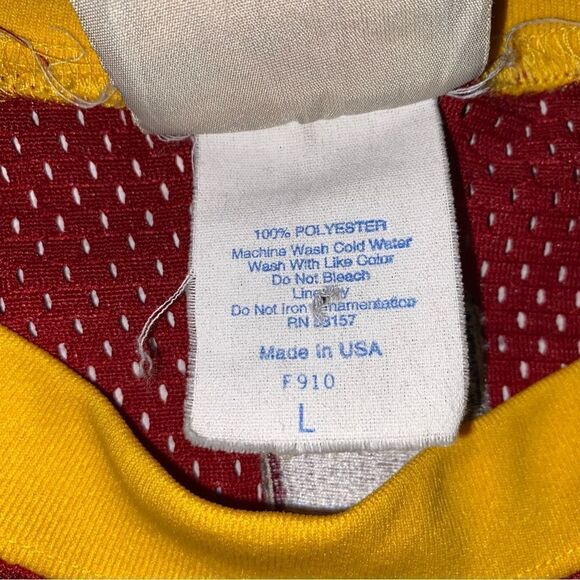 100% POLYESTER
Machine Wash Cold Water
Wash With Like Color
Do Not Bleach
Do Not Iron
RN
Made in USA
F910
L